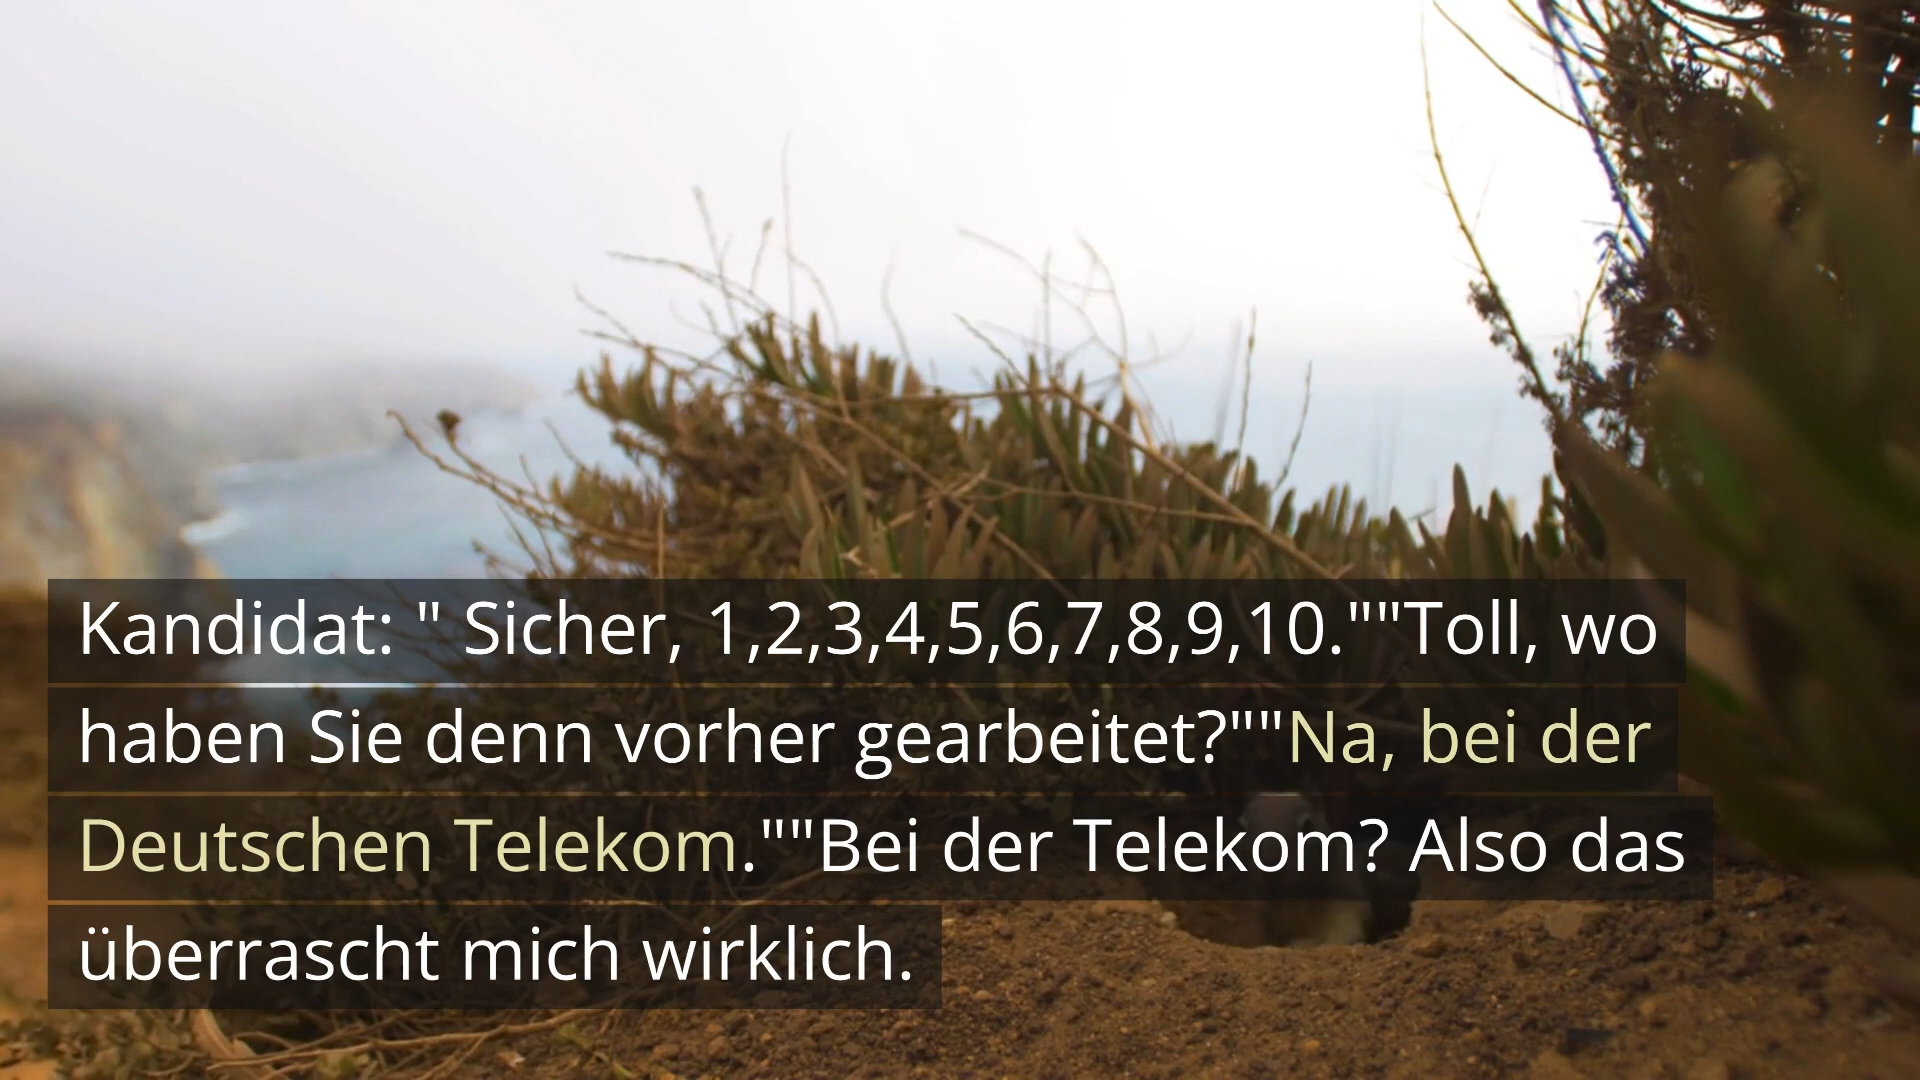 Kandidat: " Sicher, 1,2,3,4,5,6,7,8,9,10.""Toll, wo
haben Sie denn vorher gearbeitet?""Na, bei der
Deutschen Telekom.""Bei der Telekom? Also das
überrascht mich wirklich.